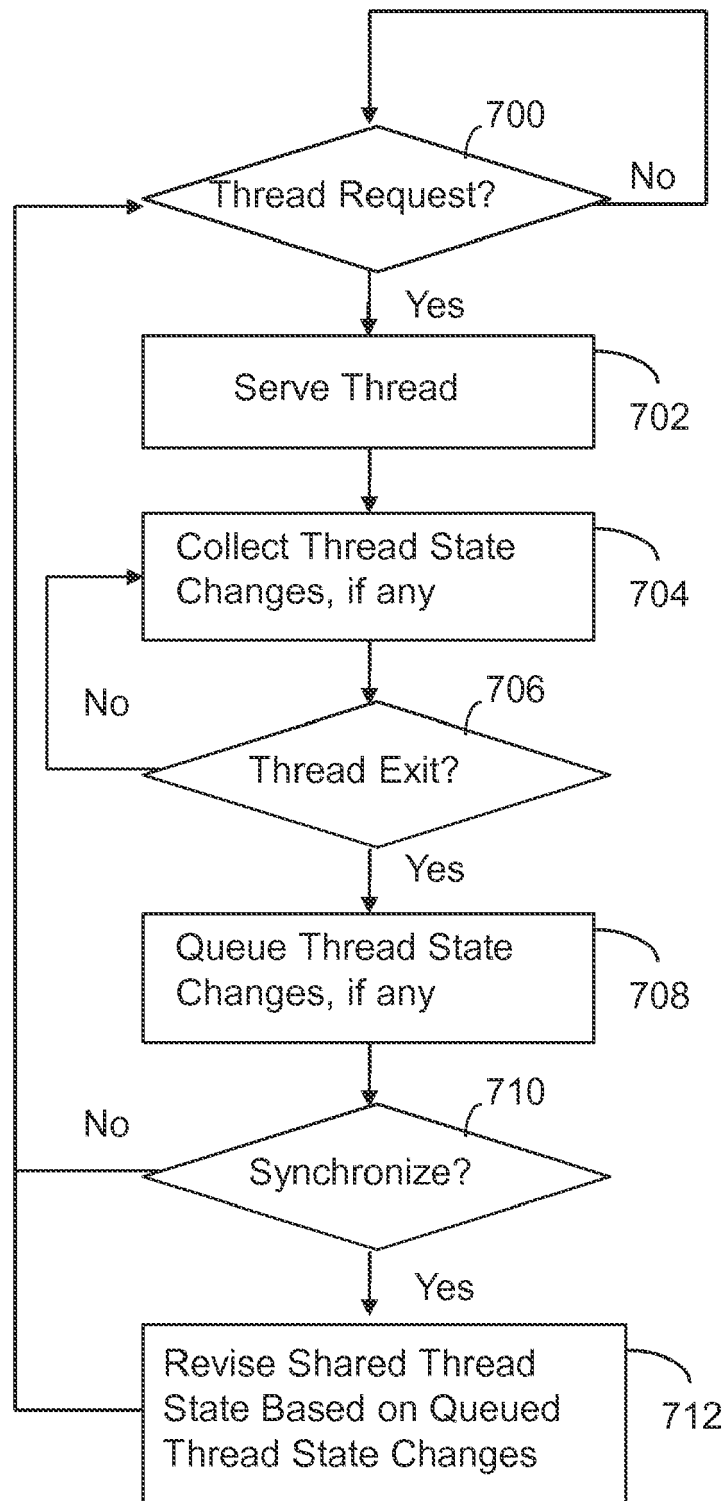 700
Thread Request?
No
Yes
Serve Thread
702
Collect Thread State
Changes, if any
704
No
706
Thread Exit?
Yes
Queue Thread State
Changes, if any
708
No
710
Synchronize?
Yes
Revise Shared Thread
State Based on Queued
Thread State Changes
712